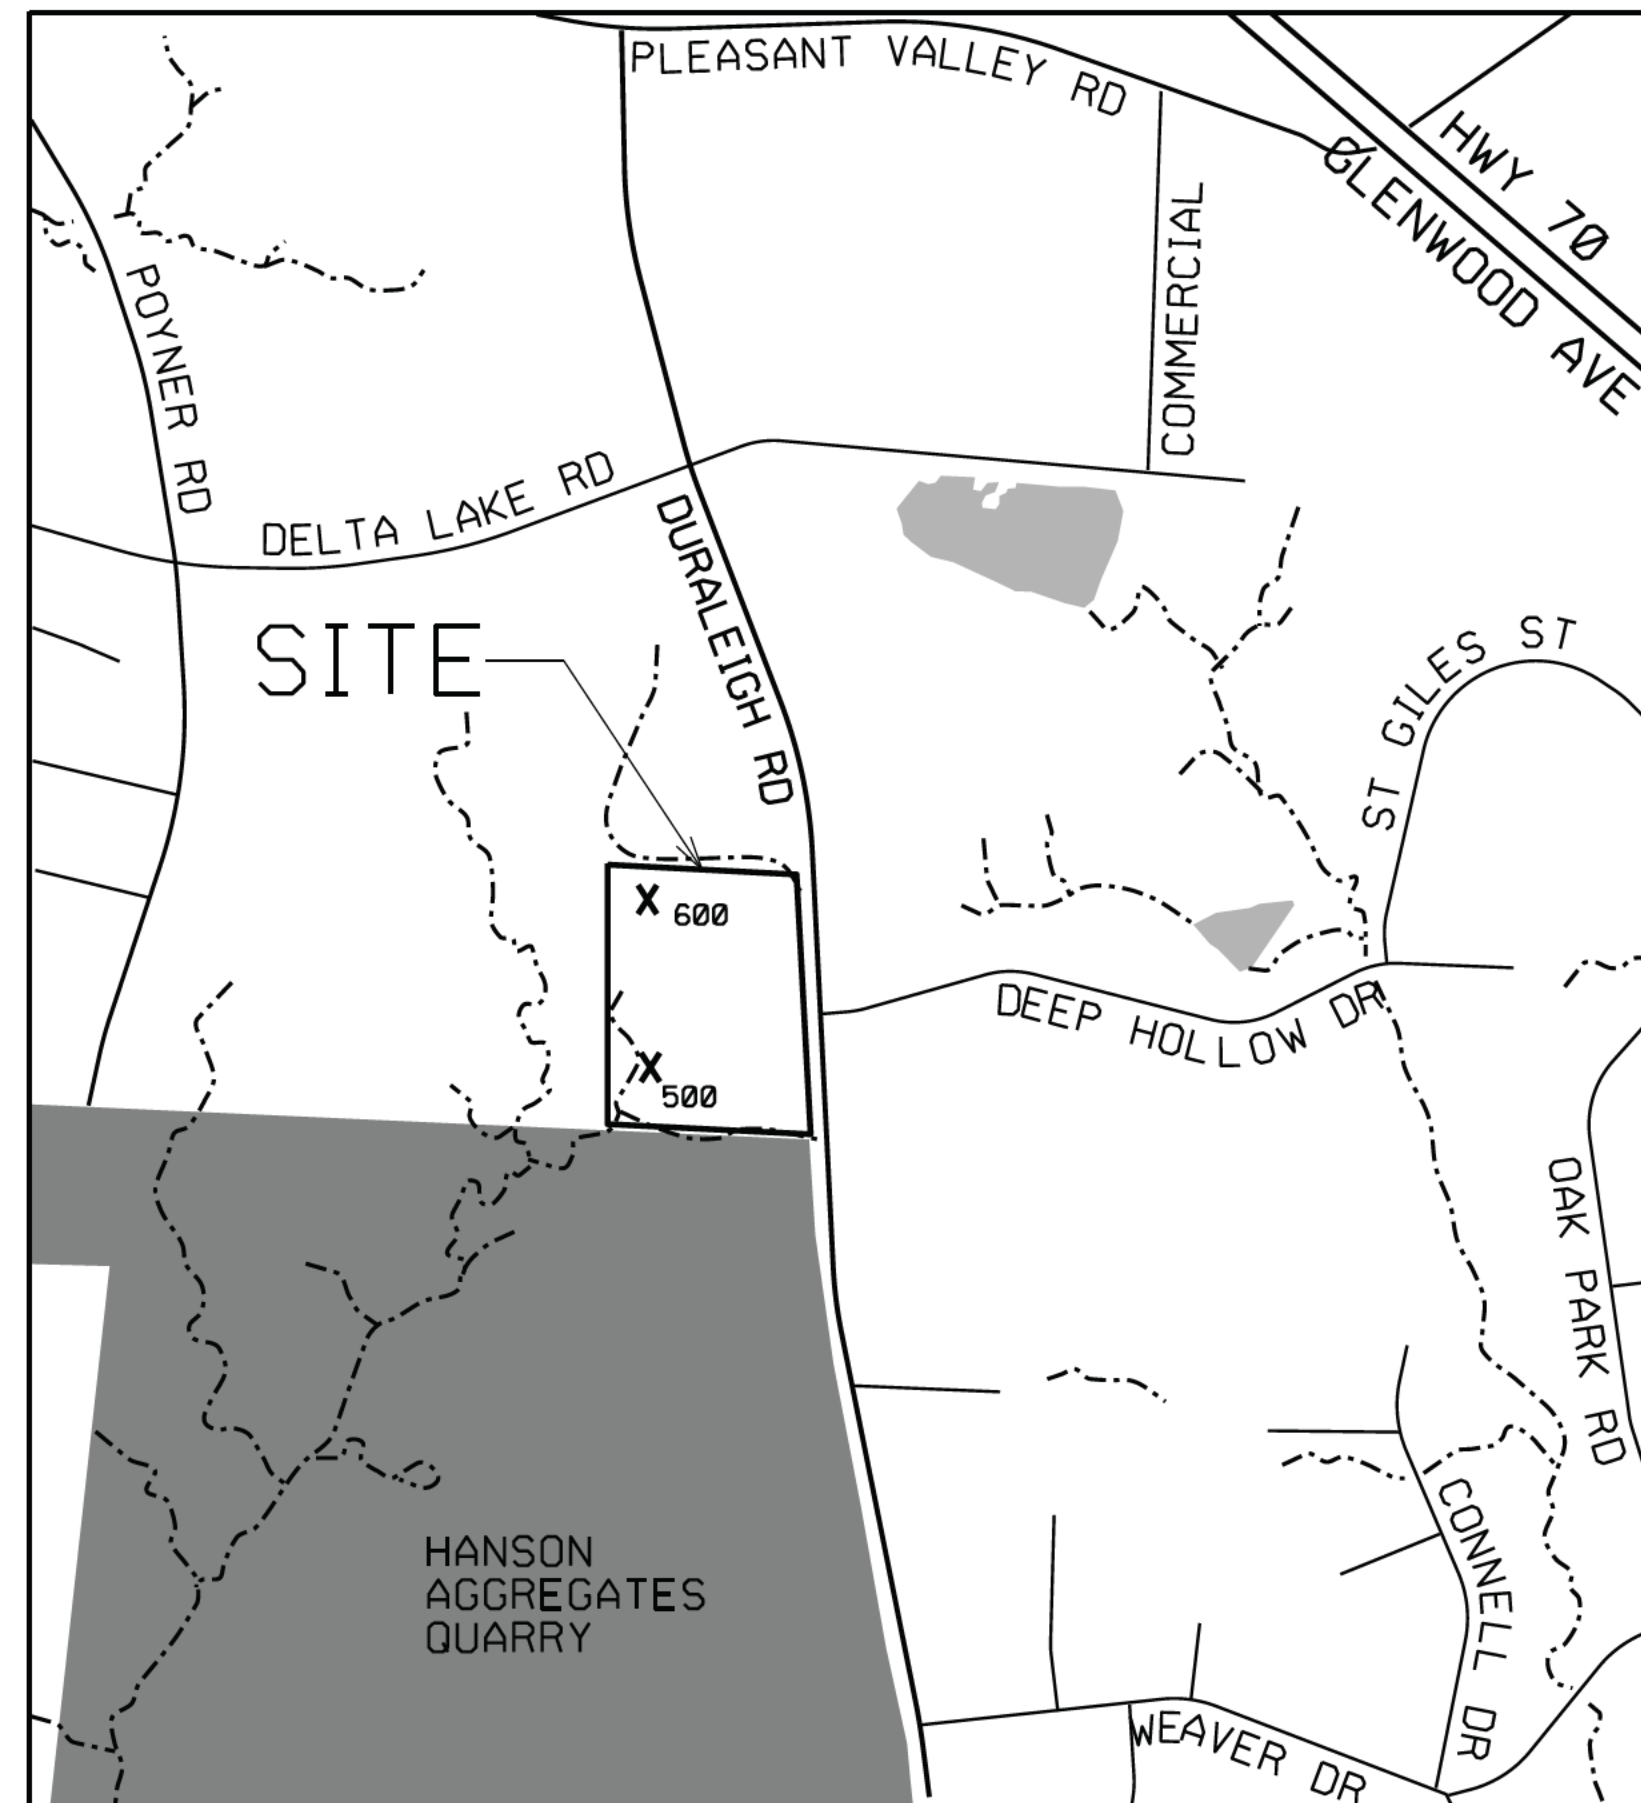 PLEASANT VALLEY RD
HWY 70
GLENWOOD AVE
COMMERCIAL
POYNER RD
DELTA LAKE RD
DURALEIGH RD
SITE
ST GILES ST
600
500
DEEP HOLLOW DR
OAK PARK RD
HANSON
AGGREGATES
QUARRY
CONNELL DR
WEAVER DR
X
X